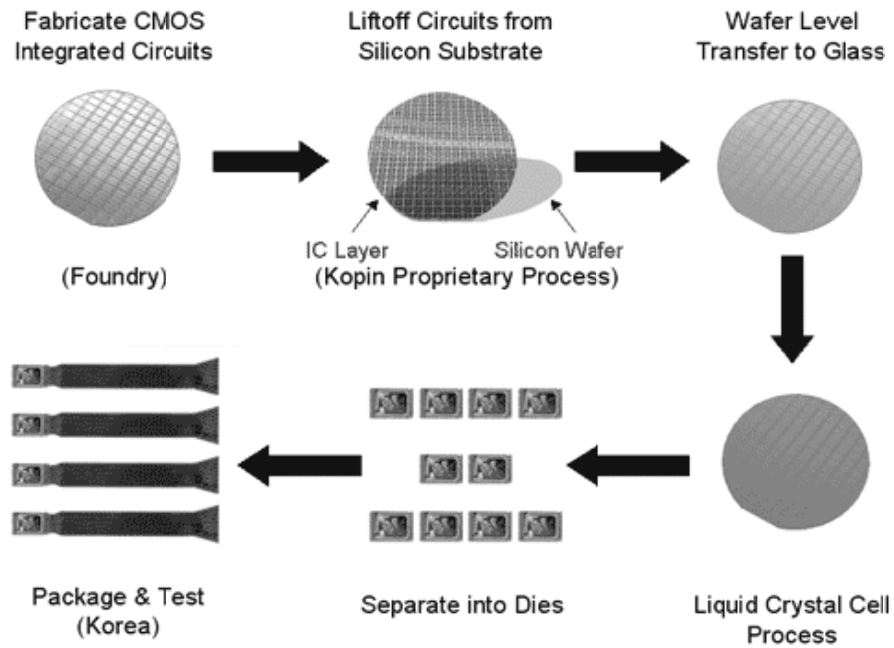 Fabricate CMOS
Integrated Circuits
Liftoff Circuits from
Silicon Substrate
Wafer Level
Transfer to Glass
IC Layer
Silicon Wafer
(Foundry)
(Kopin Proprietary Process)
Package & Test
(Korea)
Separate into Dies
Liquid Crystal Cell
Process